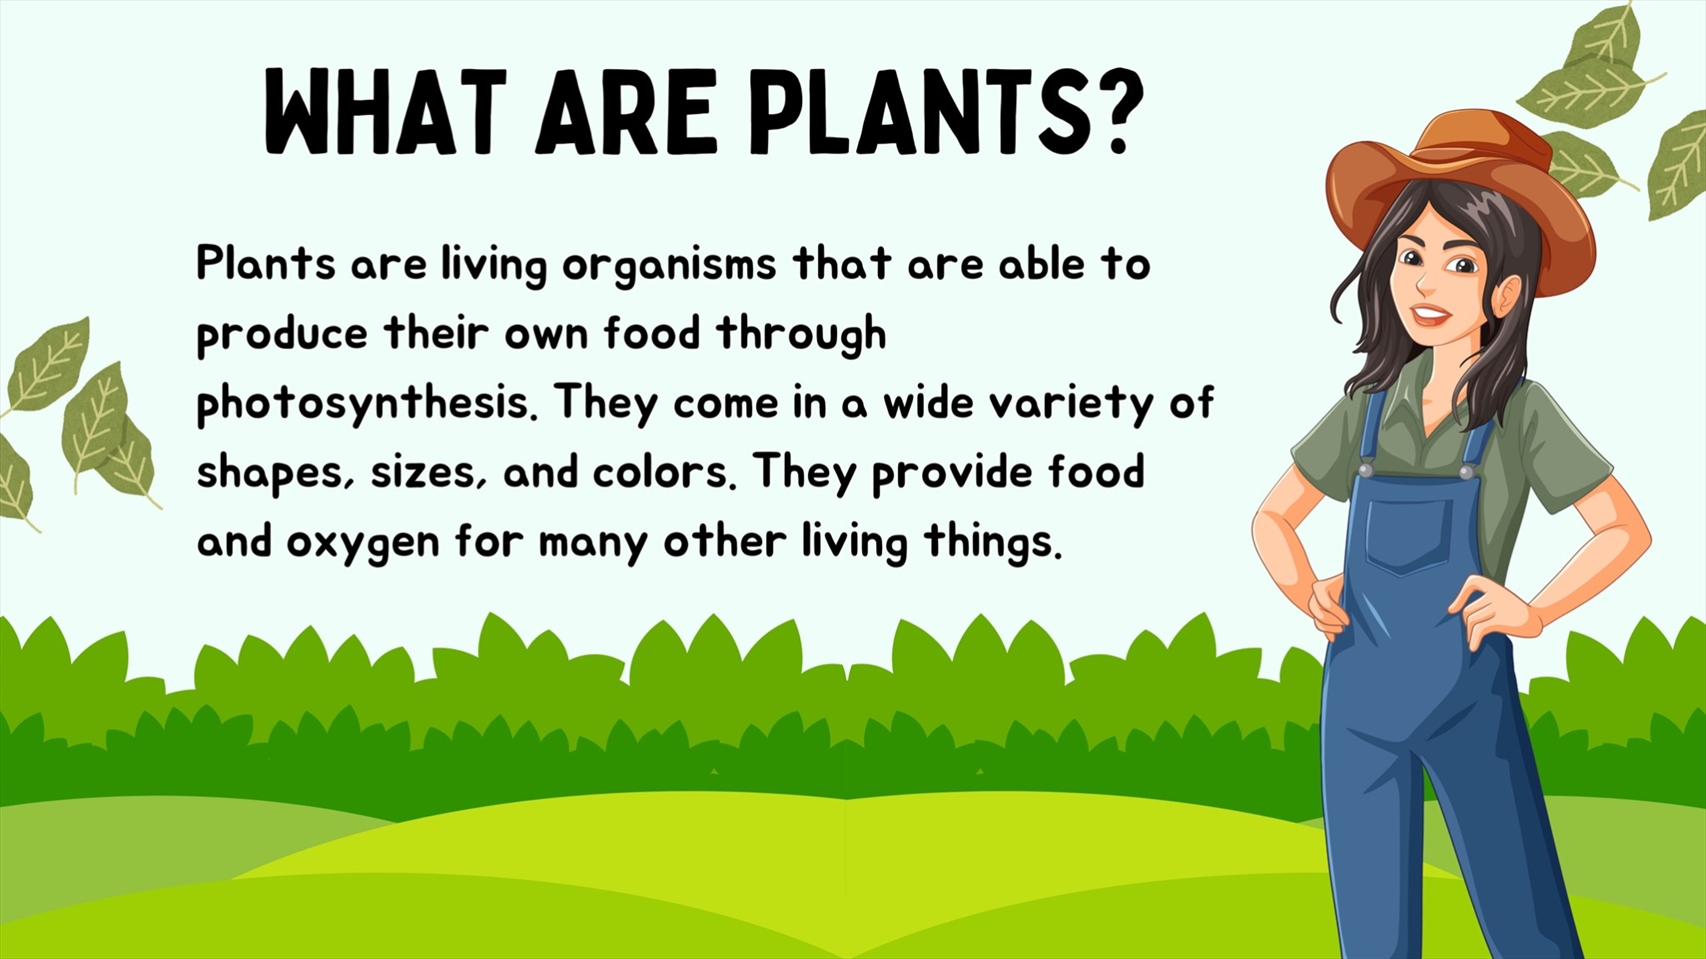 WHAT ARE PLANTS?
Plants are living organisms that are able to
produce their own food through
photosynthesis. They come in a wide variety of
shapes, sizes, and colors. They provide food
and oxygen for many other living things.